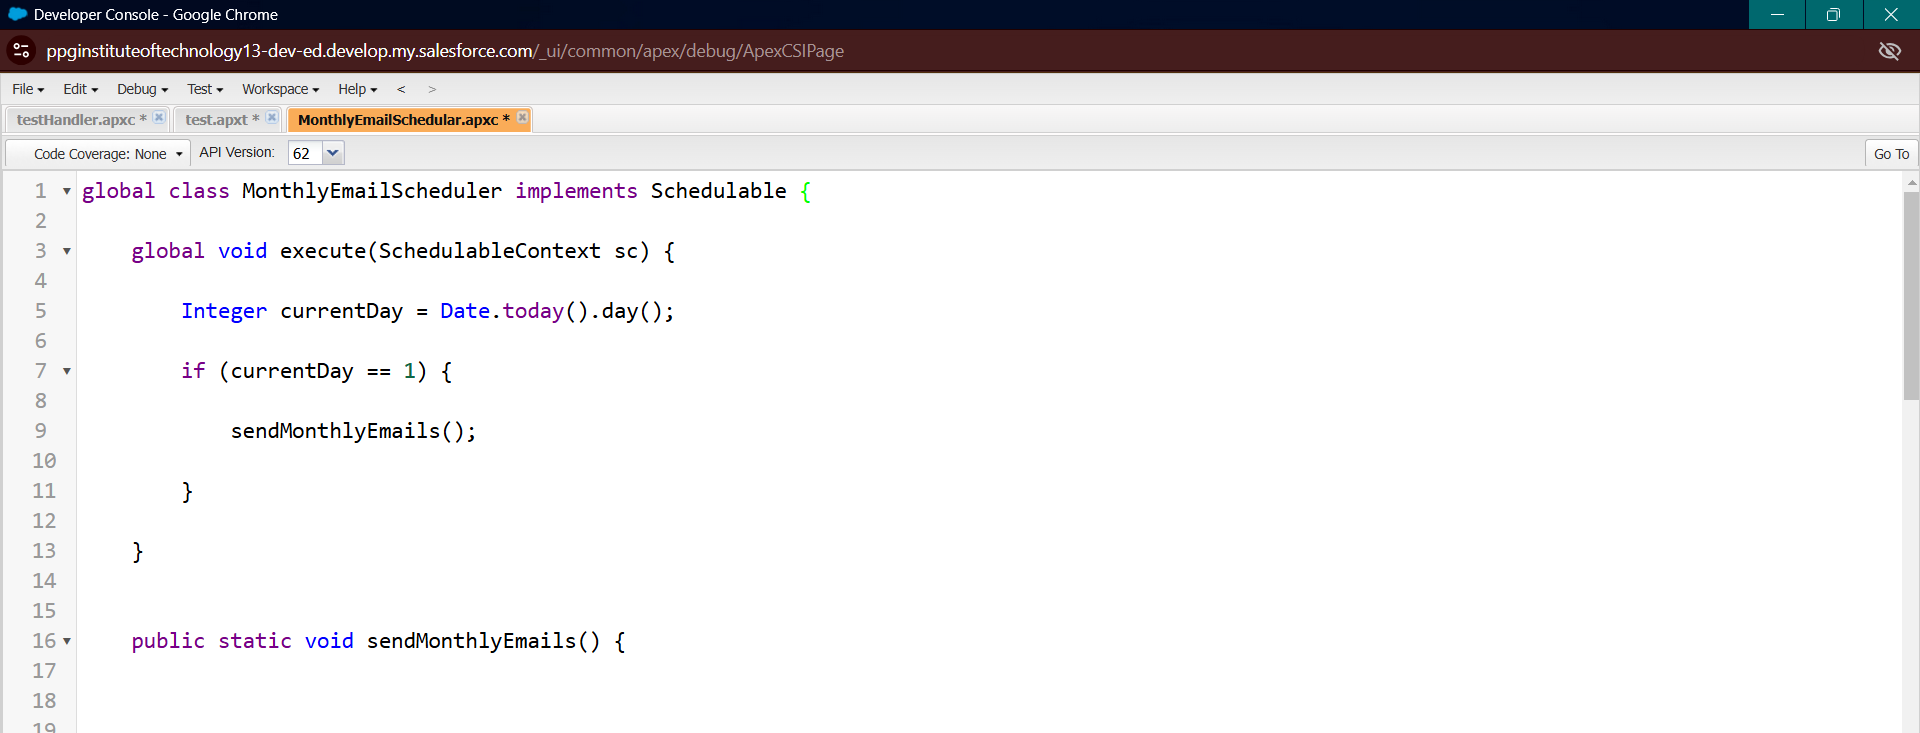 Developer Console - Google Chrome
ppginstituteoftechnology13-dev-ed.develop.my.salesforce.com/_ui/common/apex/debug/ApexCSIPage
File Edit Debug Test Workspace Help < >
testHandler.apxc * test.apxt * MonthlyEmailSchedular.apxc *
Code Coverage: None API Version: 62 Go To
1 global class MonthlyEmailScheduler implements Schedulable {
2
3 global void execute(SchedulableContext sc) {
4
5 Integer currentDay = Date.today().day();
6
7 if (currentDay == 1) {
8
9 sendMonthlyEmails();
10
11 }
12
13 }
14
15
16 public static void sendMonthlyEmails() {
17
18
19